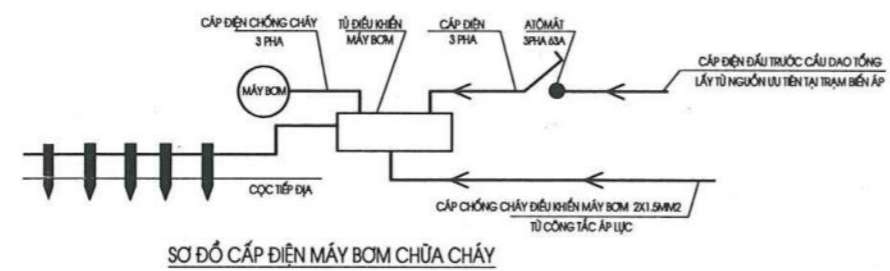 CÁP ĐIỆN CHỐNG CHÁY
3 PHA
TỦ ĐIỀU KHIỂN
MÁY BƠM
CÁP ĐIỆN
3 PHA
ATÔMÁT
3PHA 63A
CÁP ĐIỆN ĐẤU TRƯỚC CẦU DAO TỔNG
LẤY TỪ NGUỒN ƯU TIÊN TẠI TRẠM BIẾN ÁP
MÁY BƠM
CỌC TIẾP ĐỊA
CÁP CHỐNG CHÁY ĐIỀU KHIỂN MÁY BƠM 2X1.5MM2
TỪ CÔNG TẮC ÁP LỰC
SƠ ĐỒ CẤP ĐIỆN MÁY BƠM CHỮA CHÁY